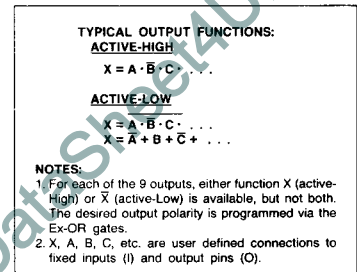 TYPICAL OUTPUT FUNCTIONS:
ACTIVE-HIGH
X = A · B̅ · C · . . .
ACTIVE-LOW
X = A · B̅ · C · . . .
X = A̅ + B + C̅ + . . .
NOTES:
1. For each of the 9 outputs, either function X (active-
High) or X̅ (active-Low) is available, but not both.
The desired output polarity is programmed via the
Ex-OR gates.
2. X, A, B, C, etc. are user defined connections to
fixed inputs (I) and output pins (O).